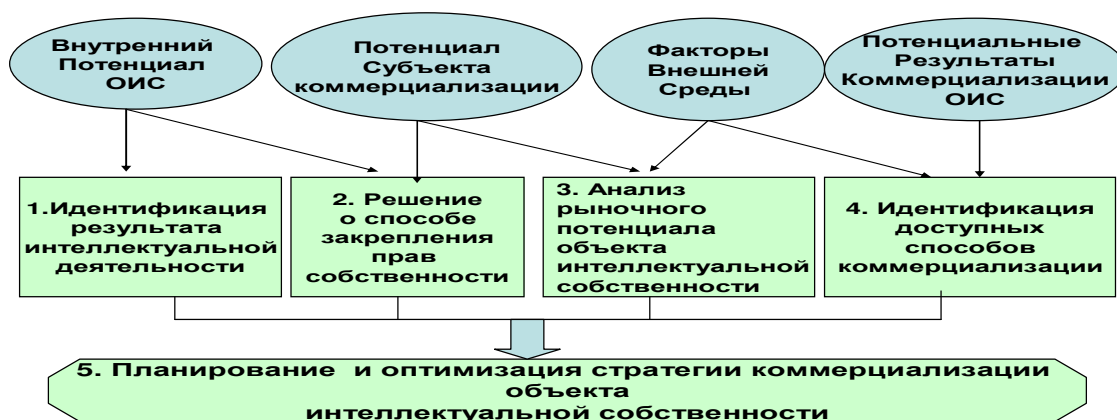 Внутренний
Потенциал
ОИС
Потенциал
Субъекта
коммерциализации
Факторы
Внешней
Среды
Потенциальные
Результаты
Коммерциализации
ОИС
1.Идентификация
результата
интеллектуальной
деятельности
2. Решение
о способе
закрепления
прав
собственности
3. Анализ
рыночного
потенциала
объекта
интеллектуальной
собственности
4. Идентификация
доступных
способов
коммерциализации
5. Планирование и оптимизация стратегии коммерциализации
объекта
интеллектуальной собственности